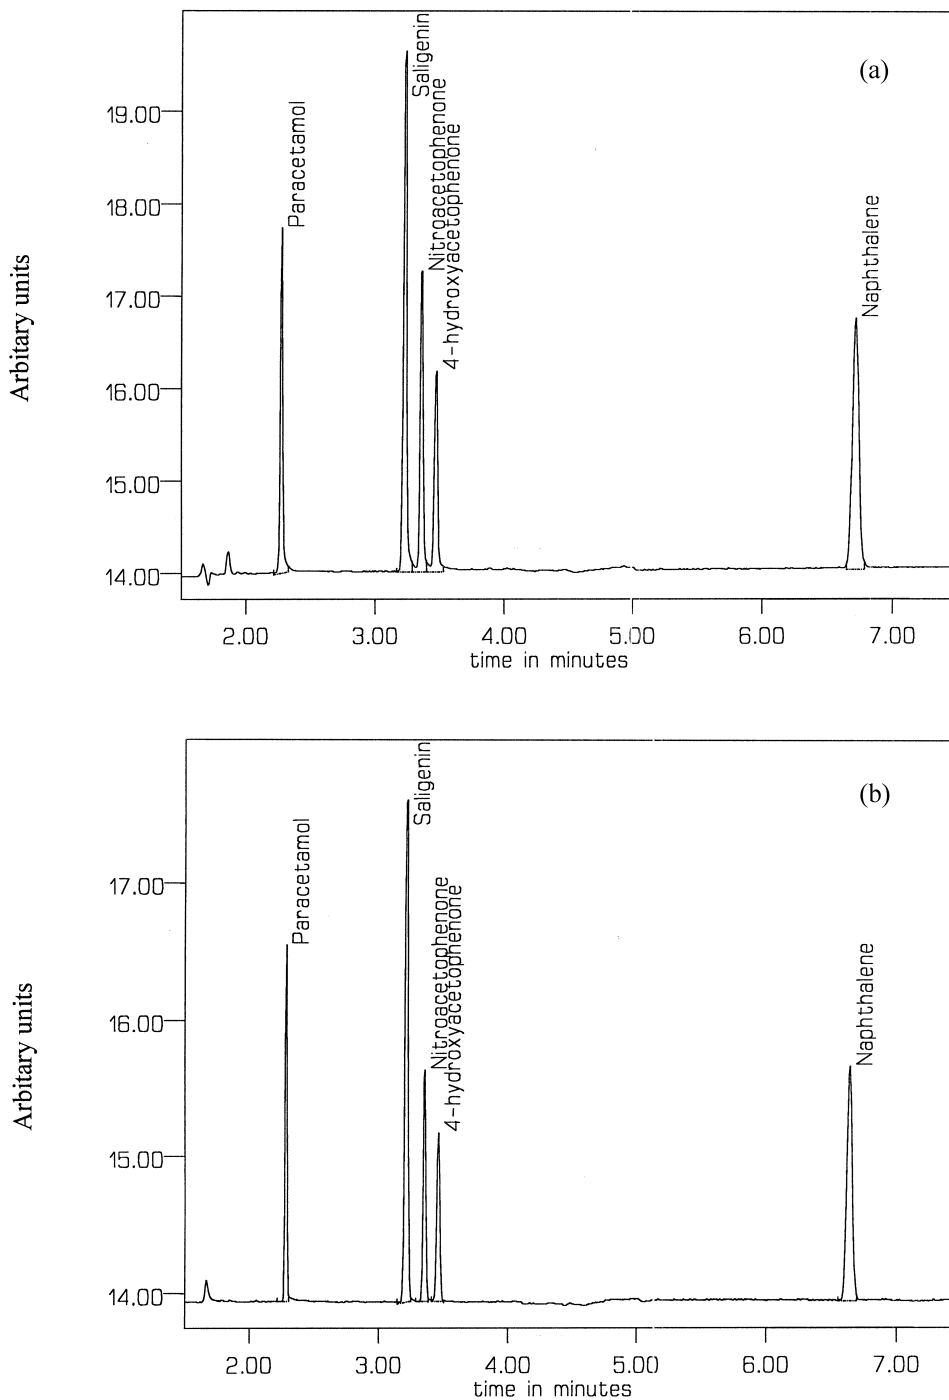 (a)
Arbitary units
19.00
18.00
17.00
16.00
15.00
14.00
Paracetamol
Saligenin
Nitroacetophenone
4-hydroxyacetophenone
Naphthalene
2.00 3.00 4.00 5.00 6.00 7.00
time in minutes
(b)
Arbitary units
17.00
16.00
15.00
14.00
Paracetamol
Saligenin
Nitroacetophenone
4-hydroxyacetophenone
Naphthalene
2.00 3.00 4.00 5.00 6.00 7.00
time in minutes